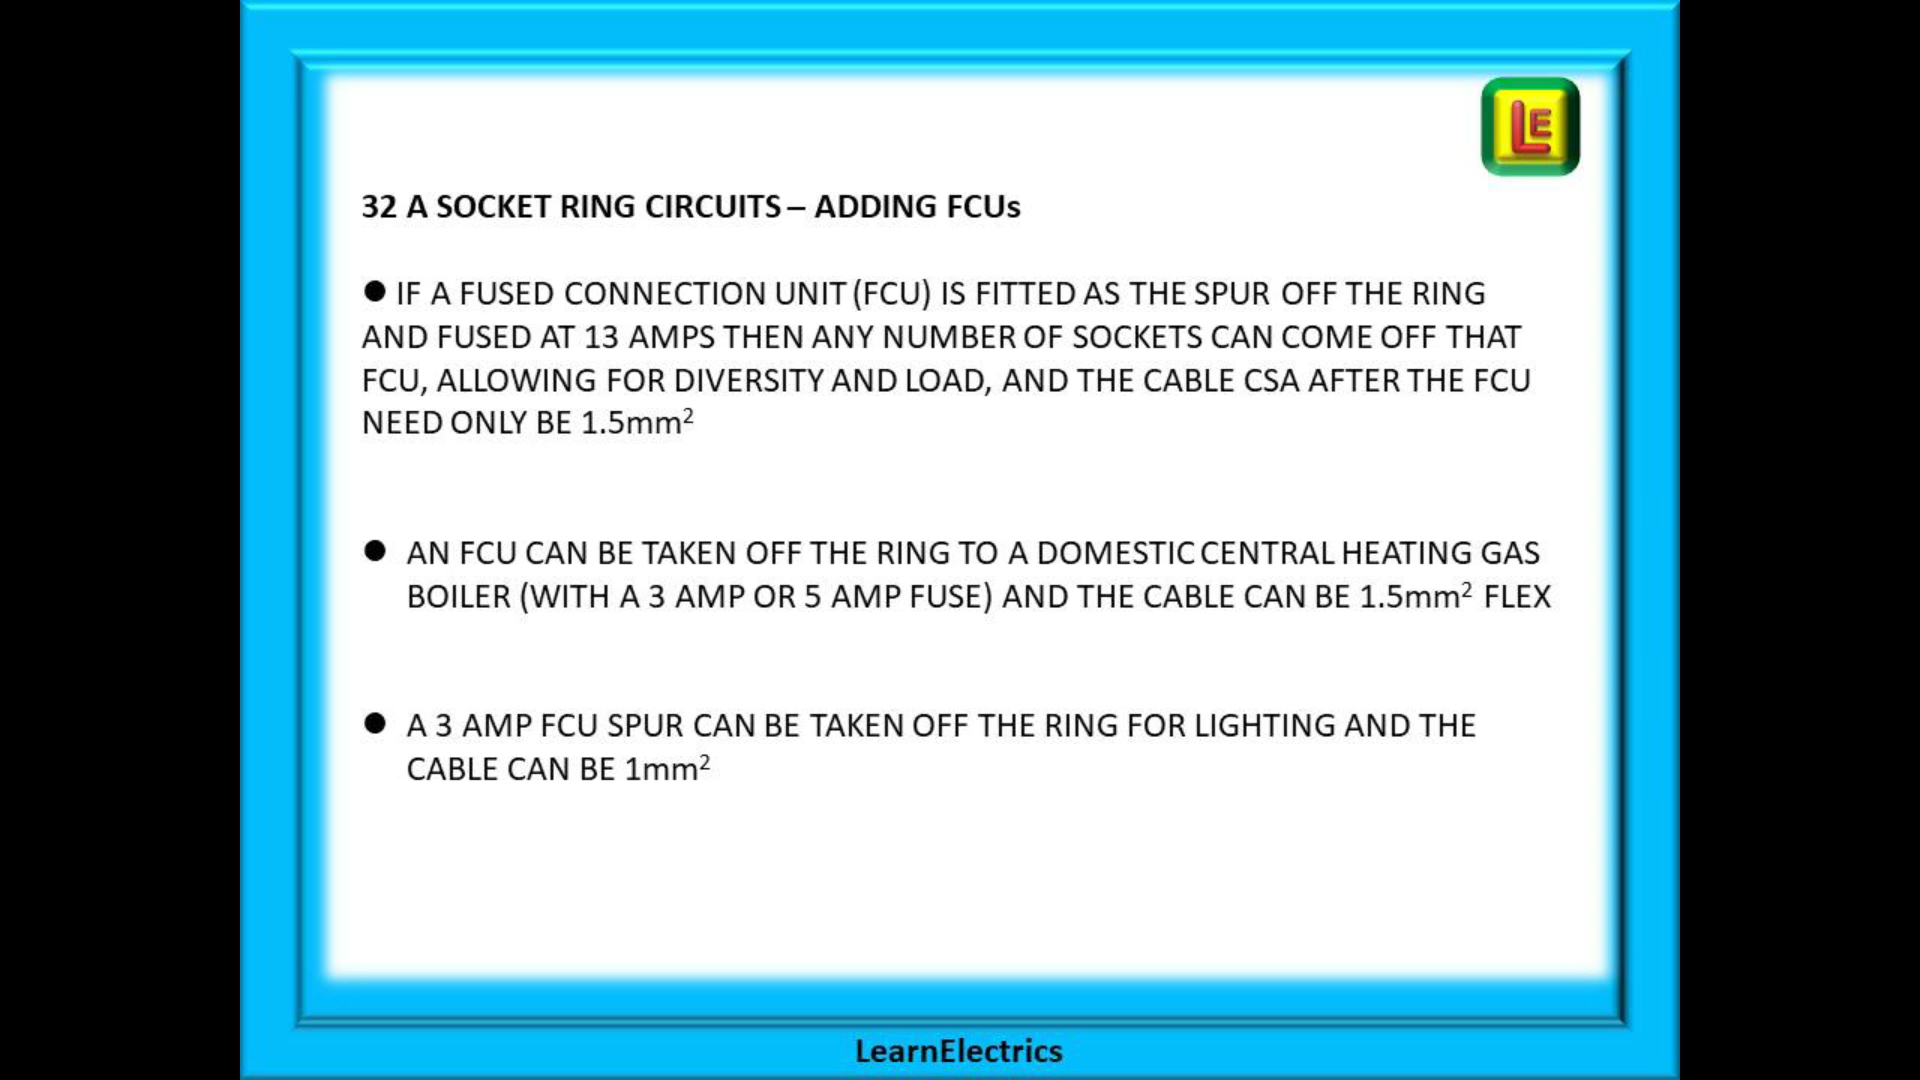 LE
32 A SOCKET RING CIRCUITS – ADDING FCUs
● IF A FUSED CONNECTION UNIT (FCU) IS FITTED AS THE SPUR OFF THE RING
AND FUSED AT 13 AMPS THEN ANY NUMBER OF SOCKETS CAN COME OFF THAT
FCU, ALLOWING FOR DIVERSITY AND LOAD, AND THE CABLE CSA AFTER THE FCU
NEED ONLY BE 1.5mm²
● AN FCU CAN BE TAKEN OFF THE RING TO A DOMESTIC CENTRAL HEATING GAS
BOILER (WITH A 3 AMP OR 5 AMP FUSE) AND THE CABLE CAN BE 1.5mm² FLEX
● A 3 AMP FCU SPUR CAN BE TAKEN OFF THE RING FOR LIGHTING AND THE
CABLE CAN BE 1mm²
LearnElectrics